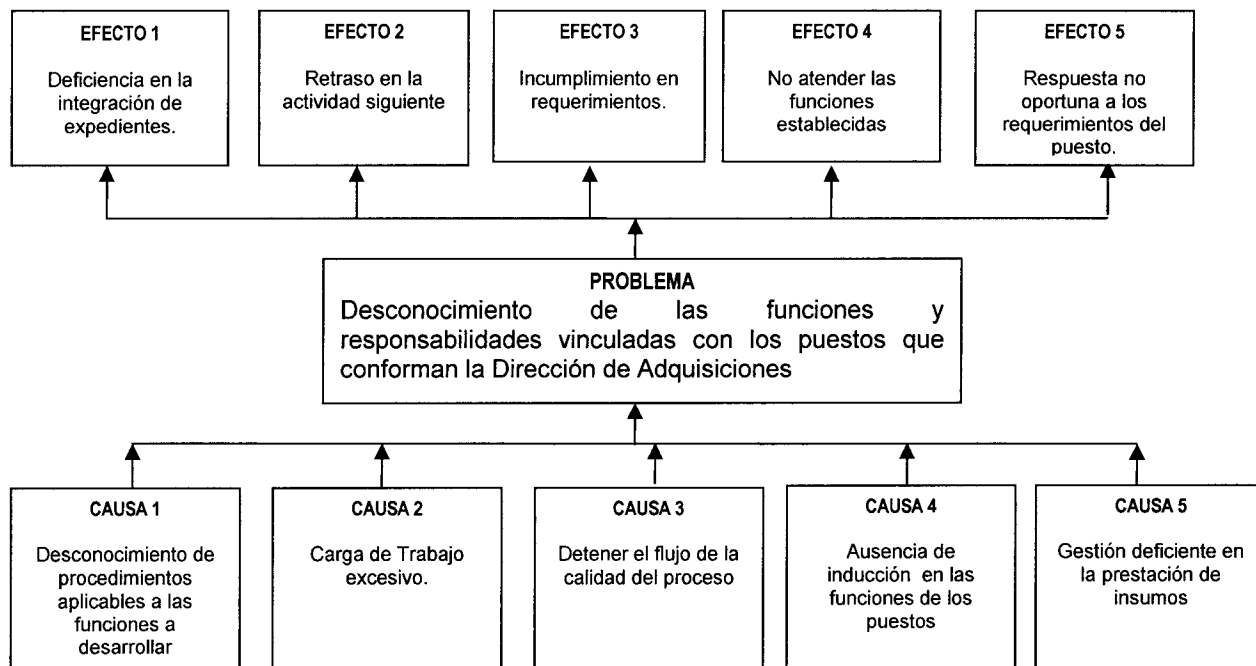 EFECTO 1
Deficiencia en la
integración de
expedientes.
EFECTO 2
Retraso en la
actividad siguiente
EFECTO 3
Incumplimiento en
requerimientos.
EFECTO 4
No atender las
funciones
establecidas
EFECTO 5
Respuesta no
oportuna a los
requerimientos del
puesto.
PROBLEMA
Desconocimiento de las funciones y
responsabilidades vinculadas con los puestos que
conforman la Dirección de Adquisiciones
CAUSA 1
Desconocimiento de
procedimientos
aplicables a las
funciones a
desarrollar
CAUSA 2
Carga de Trabajo
excesivo.
CAUSA 3
Detener el flujo de la
calidad del proceso
CAUSA 4
Ausencia de
inducción en las
funciones de los
puestos
CAUSA 5
Gestión deficiente en
la prestación de
insumos